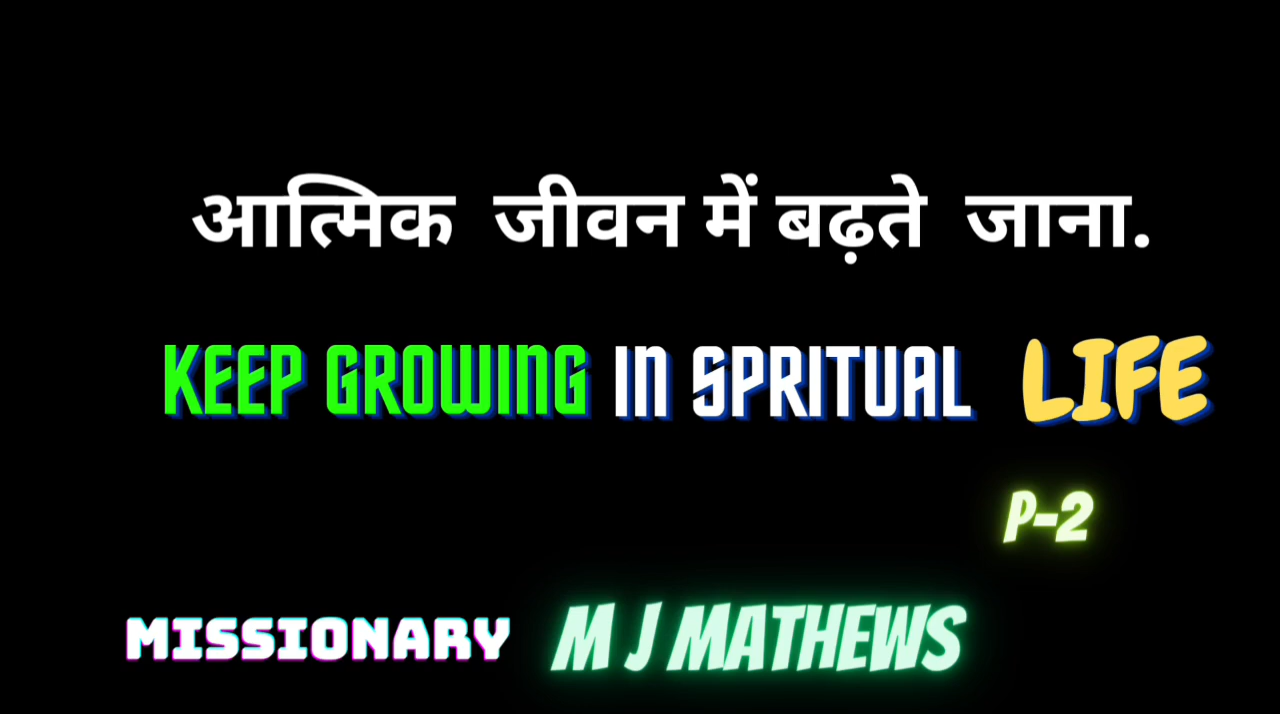 आत्मिक जीवन में बढ़ते जाना.
KEEP GROWING IN SPRITUAL LIFE
P-2
MISSIONARY M J MATHEWS